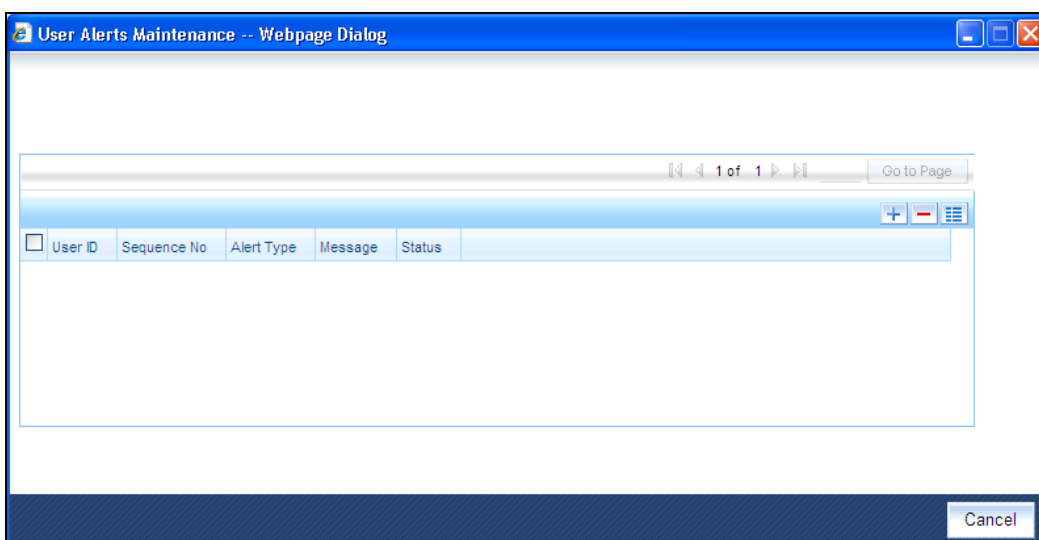 User Alerts Maintenance -- Webpage Dialog
1 of 1 Go to Page
User ID Sequence No Alert Type Message Status
Cancel